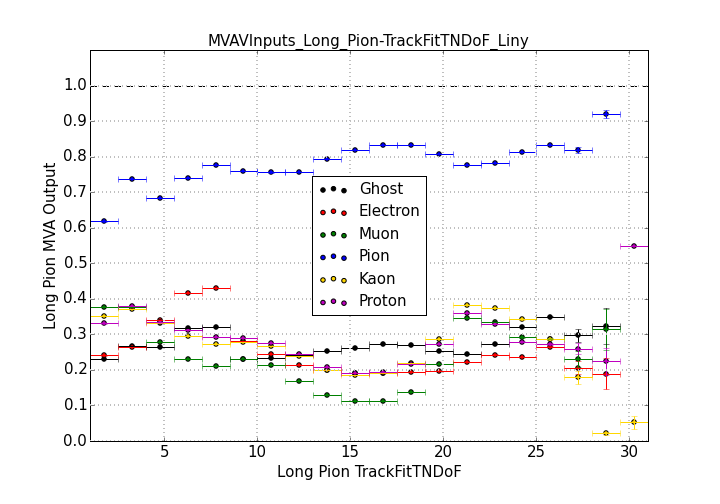 MVAVInputs_Long_Pion-TrackFitTNDoF_Liny
1.0
0.9
0.8
0.7
0.6
0.5
0.4
0.3
0.2
0.1
0.0
Long Pion MVA Output
Ghost
Electron
Muon
Pion
Kaon
Proton
5 10 15 20 25 30
Long Pion TrackFitTNDoF